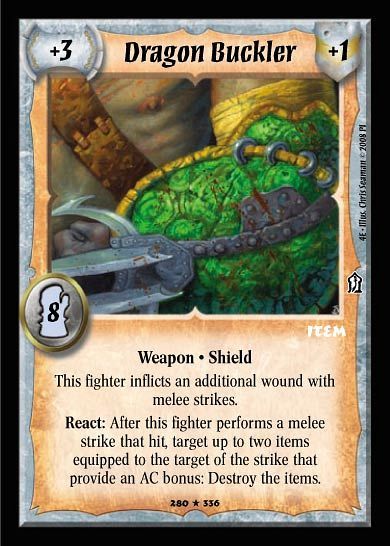 +3
Dragon Buckler
+1
4E - Illus. Chris Seaman © 2008 PJ
8
ITEM
Weapon • Shield
This fighter inflicts an additional wound with
melee strikes.
React: After this fighter performs a melee
strike that hit, target up to two items
equipped to the target of the strike that
provide an AC bonus: Destroy the items.
280 ★ 336